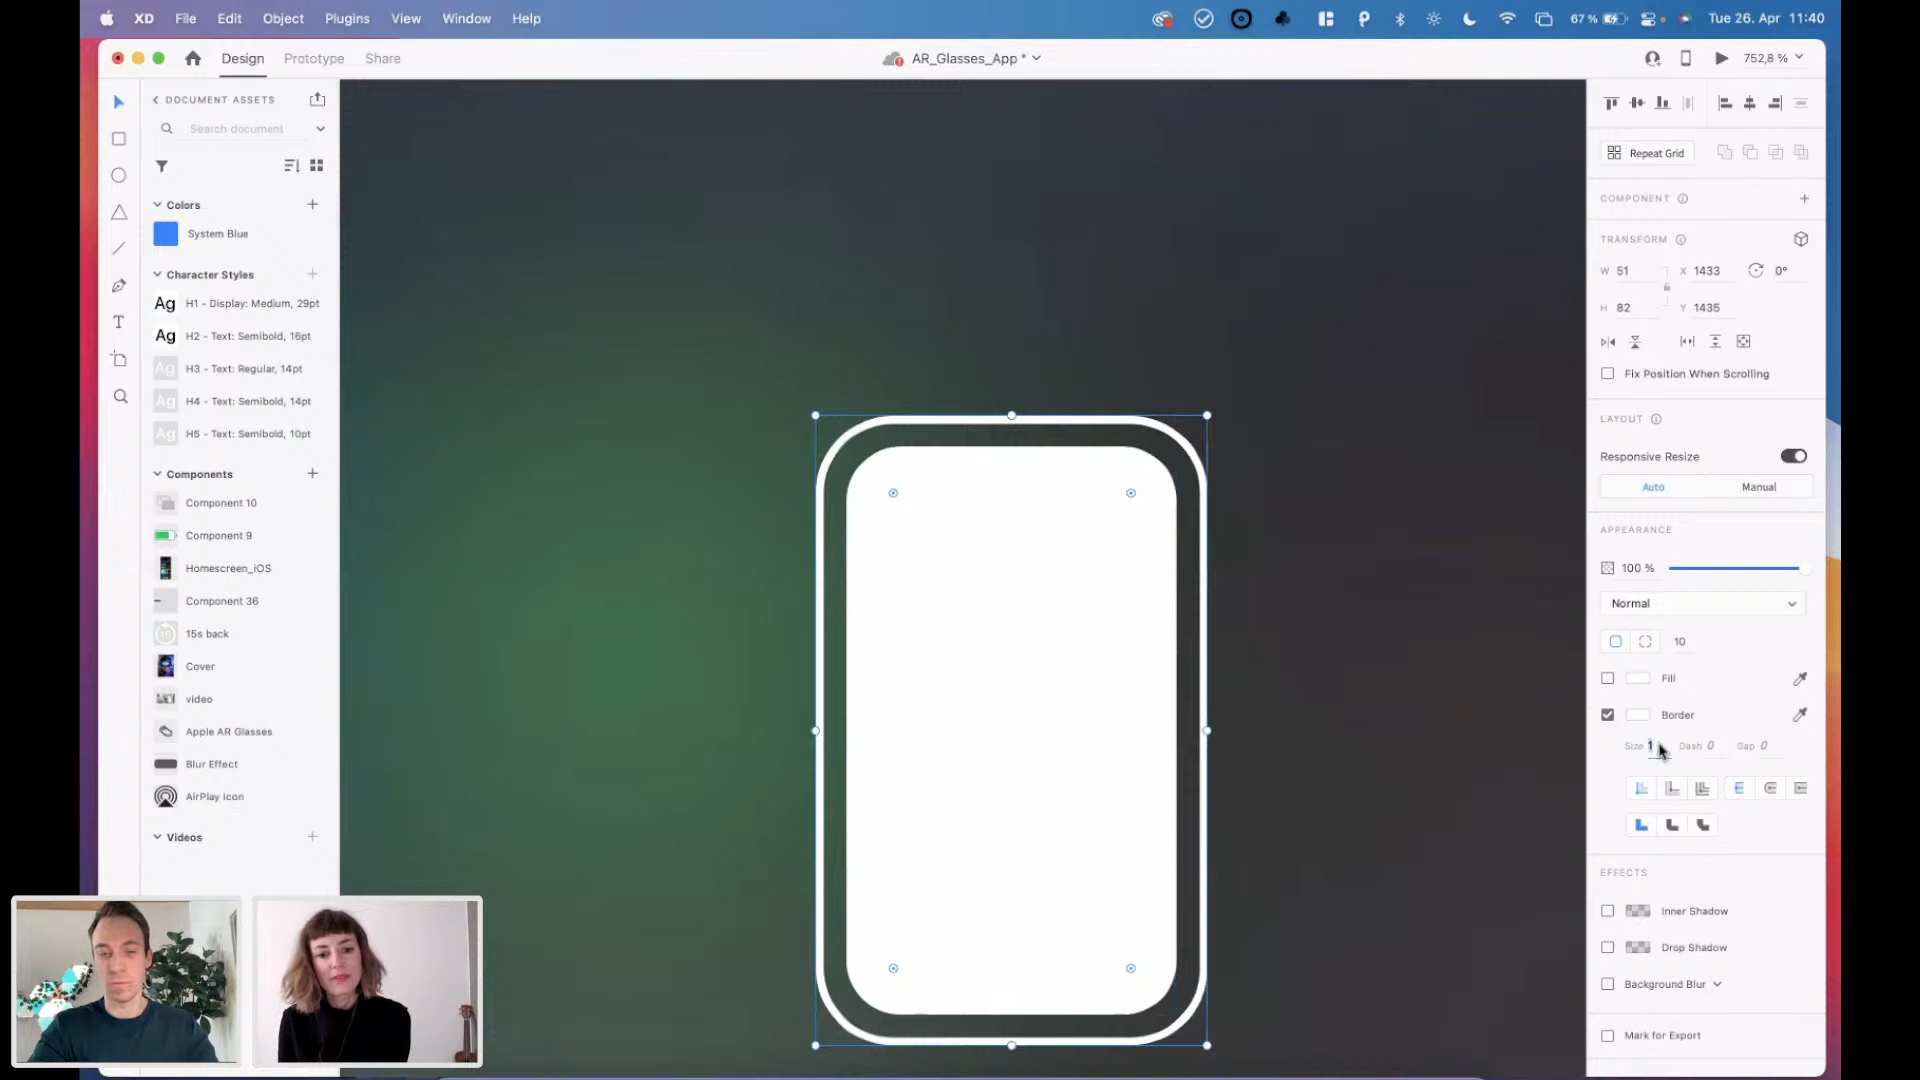 XD File Edit Object Plugins View Window Help
67 % Tue 26. Apr 11:40
Design Prototype Share
AR_Glasses_App *
752,8 %
DOCUMENT ASSETS
Search document
Colors
System Blue
Character Styles
Ag H1 - Display: Medium, 29pt
Ag H2 - Text: Semibold, 16pt
Ag H3 - Text: Regular, 14pt
Ag H4 - Text: Semibold, 14pt
Ag H5 - Text: Semibold, 10pt
Components
Component 10
Component 9
Homescreen_iOS
Component 36
15s back
Cover
video
Apple AR Glasses
Blur Effect
AirPlay Icon
Videos
Repeat Grid
COMPONENT
TRANSFORM
W 51 X 1433 0°
H 82 Y 1435
Fix Position When Scrolling
LAYOUT
Responsive Resize
Auto Manual
APPEARANCE
100 %
Normal
10
Fill
Border
Size 1 Dash 0 Gap 0
EFFECTS
Inner Shadow
Drop Shadow
Background Blur
Mark for Export